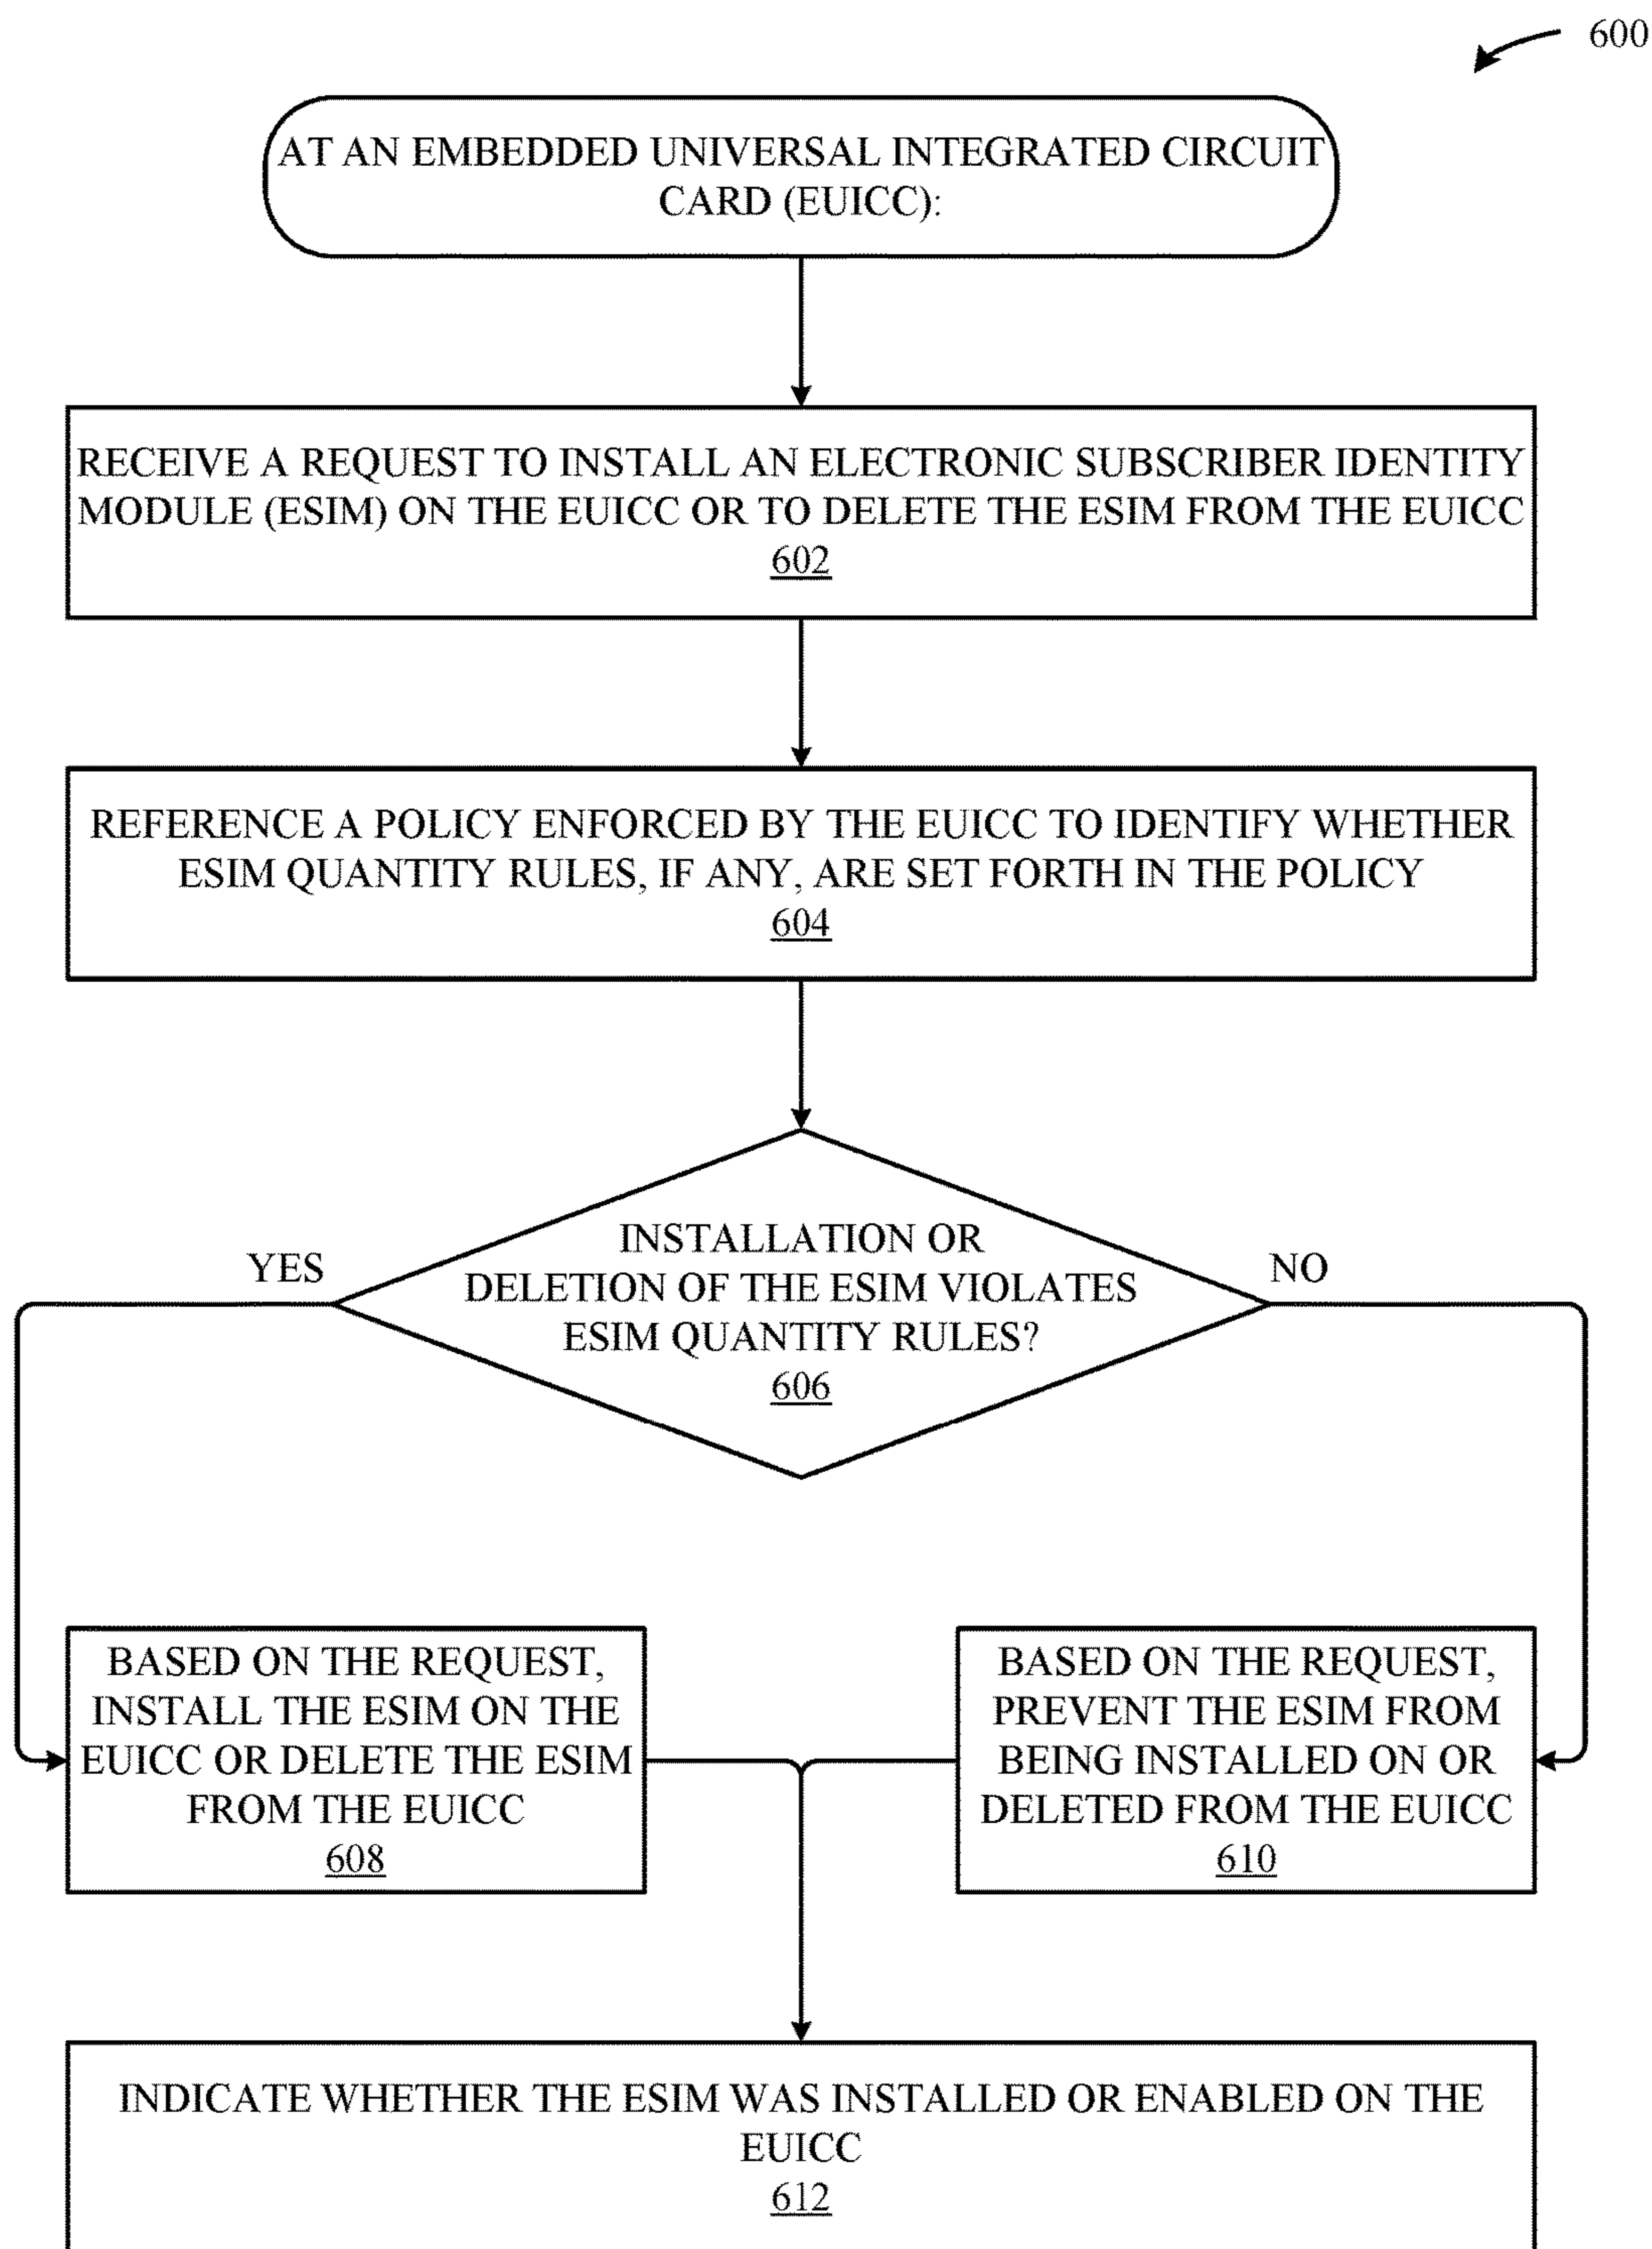 600
AT AN EMBEDDED UNIVERSAL INTEGRATED CIRCUIT
CARD (EUICC):
RECEIVE A REQUEST TO INSTALL AN ELECTRONIC SUBSCRIBER IDENTITY
MODULE (ESIM) ON THE EUICC OR TO DELETE THE ESIM FROM THE EUICC
602
REFERENCE A POLICY ENFORCED BY THE EUICC TO IDENTIFY WHETHER
ESIM QUANTITY RULES, IF ANY, ARE SET FORTH IN THE POLICY
604
INSTALLATION OR
DELETION OF THE ESIM VIOLATES
ESIM QUANTITY RULES?
606
YES
NO
BASED ON THE REQUEST,
INSTALL THE ESIM ON THE
EUICC OR DELETE THE ESIM
FROM THE EUICC
608
BASED ON THE REQUEST,
PREVENT THE ESIM FROM
BEING INSTALLED ON OR
DELETED FROM THE EUICC
610
INDICATE WHETHER THE ESIM WAS INSTALLED OR ENABLED ON THE
EUICC
612